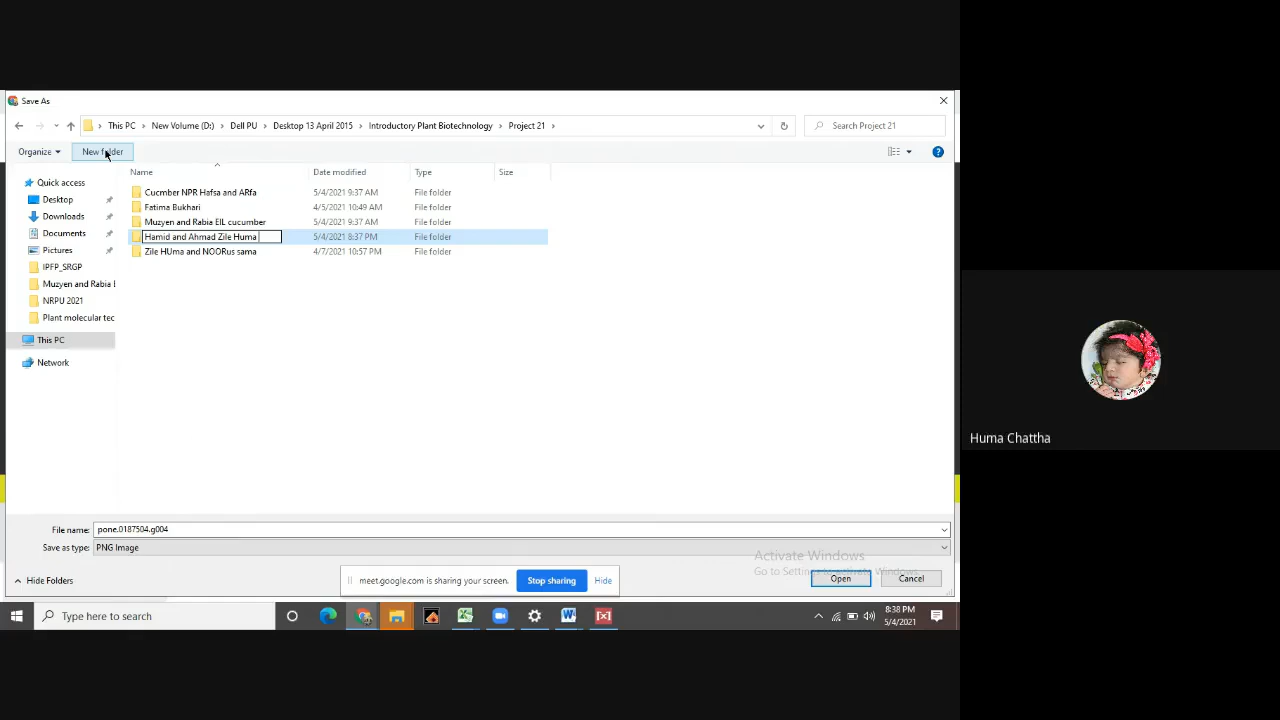 Save As
This PC > New Volume (D:) > Dell PU > Desktop 13 April 2015 > Introductory Plant Biotechnology > Project 21 >
Search Project 21
Organize
New folder
Name Date modified Type Size
Quick access
Desktop
Downloads
Documents
Pictures
IPFP_SRGP
Muzyen and Rabia E
NRPU 2021
Plant molecular tec
This PC
Network
Cucmber NPR Hafsa and ARfa 5/4/2021 9:37 AM File folder
Fatima Bukhari 4/5/2021 10:49 AM File folder
Muzyen and Rabia EIL cucumber 5/4/2021 9:37 AM File folder
Hamid and Ahmad Zile Huma 5/4/2021 8:37 PM File folder
Zile HUma and NOORus sama 4/7/2021 10:57 PM File folder
File name: pone.0187504.g004
Save as type: PNG Image
Activate Windows
Go to Settings to activate Windows.
Hide Folders
meet.google.com is sharing your screen.
Stop sharing
Hide
Open
Cancel
Type here to search
8:38 PM
5/4/2021
Huma Chattha